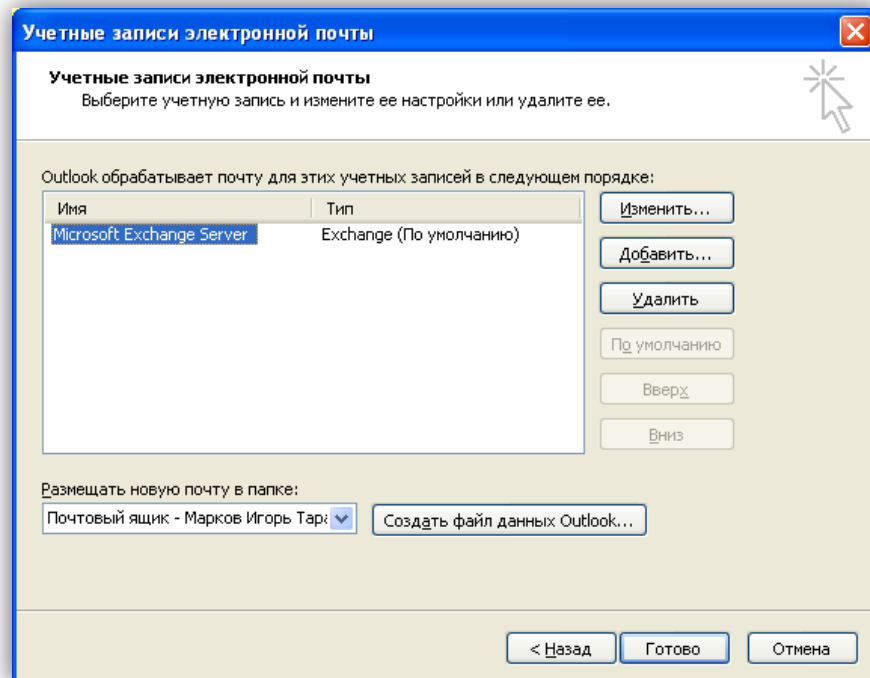 Учетные записи электронной почты
Учетные записи электронной почты
Выберите учетную запись и измените ее настройки или удалите ее.
Outlook обрабатывает почту для этих учетных записей в следующем порядке:
Имя Тип
Microsoft Exchange Server Exchange (По умолчанию)
Изменить...
Добавить...
Удалить
По умолчанию
Вверх
Вниз
Размещать новую почту в папке:
Почтовый ящик - Марков Игорь Тара Создать файл данных Outlook...
< Назад Готово Отмена